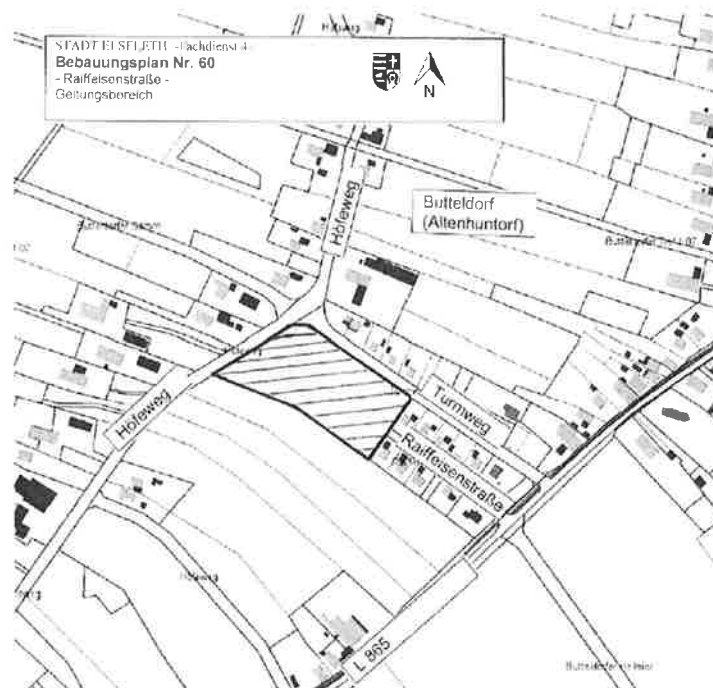 STADT ELSFLETH -Fachdienst 4-
Bebauungsplan Nr. 60
- Raiffeisenstraße -
Geltungsbereich
N
Höfeweg
Butteldorf
(Altenhuntorf)
Höfeweg
Turmweg
Raiffeisenstraße
L 865